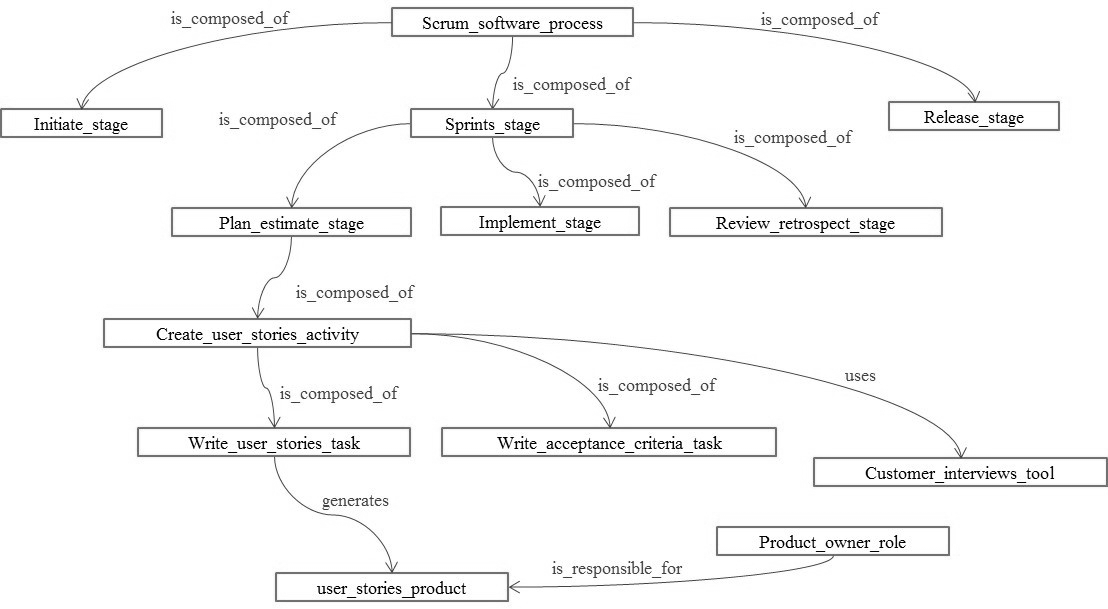 is_composed_of
Scrum_software_process
is_composed_of
is_composed_of
Initiate_stage
is_composed_of
Sprints_stage
Release_stage
is_composed_of
is_composed_of
Plan_estimate_stage
Implement_stage
Review_retrospect_stage
is_composed_of
Create_user_stories_activity
uses
is_composed_of
is_composed_of
Write_user_stories_task
Write_acceptance_criteria_task
Customer_interviews_tool
generates
Product_owner_role
is_responsible_for
user_stories_product